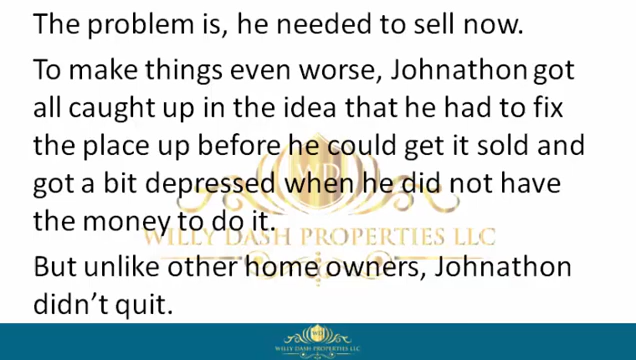 The problem is, he needed to sell now.
To make things even worse, Johnathon got
all caught up in the idea that he had to fix
the place up before he could get it sold and
got a bit depressed when he did not have
the money to do it.
WILLY DASH PROPERTIES LLC
But unlike other home owners, Johnathon
didn’t quit.
WILLY DASH PROPERTIES LLC